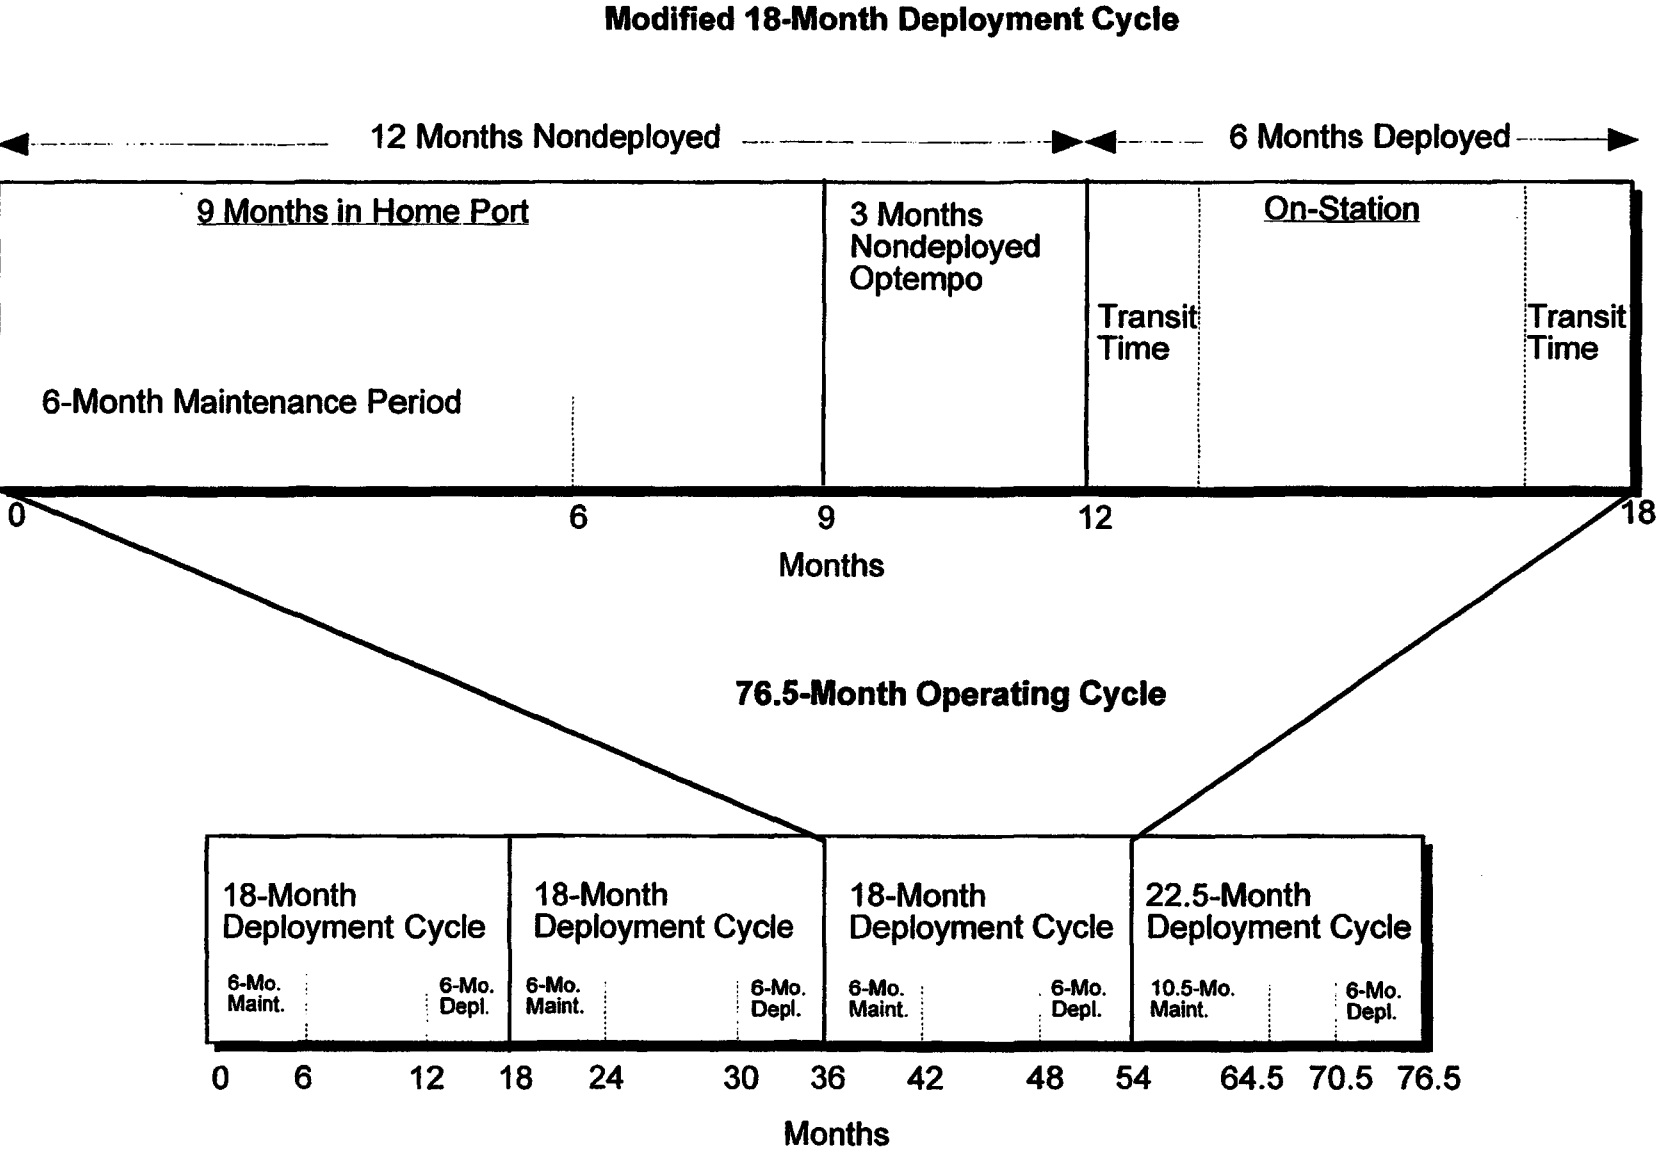 Modified 18-Month Deployment Cycle
12 Months Nondeployed
6 Months Deployed
9 Months in Home Port
3 Months
Nondeployed
Optempo
On-Station
Transit
Time
Transit
Time
6-Month Maintenance Period
0
6
9
12
18
Months
76.5-Month Operating Cycle
18-Month
Deployment Cycle
18-Month
Deployment Cycle
18-Month
Deployment Cycle
22.5-Month
Deployment Cycle
6-Mo.
Maint.
6-Mo.
Depl.
6-Mo.
Maint.
6-Mo.
Depl.
6-Mo.
Maint.
6-Mo.
Depl.
10.5-Mo.
Maint.
6-Mo.
Depl.
0 6 12 18 24 30 36 42 48 54 64.5 70.5 76.5
Months